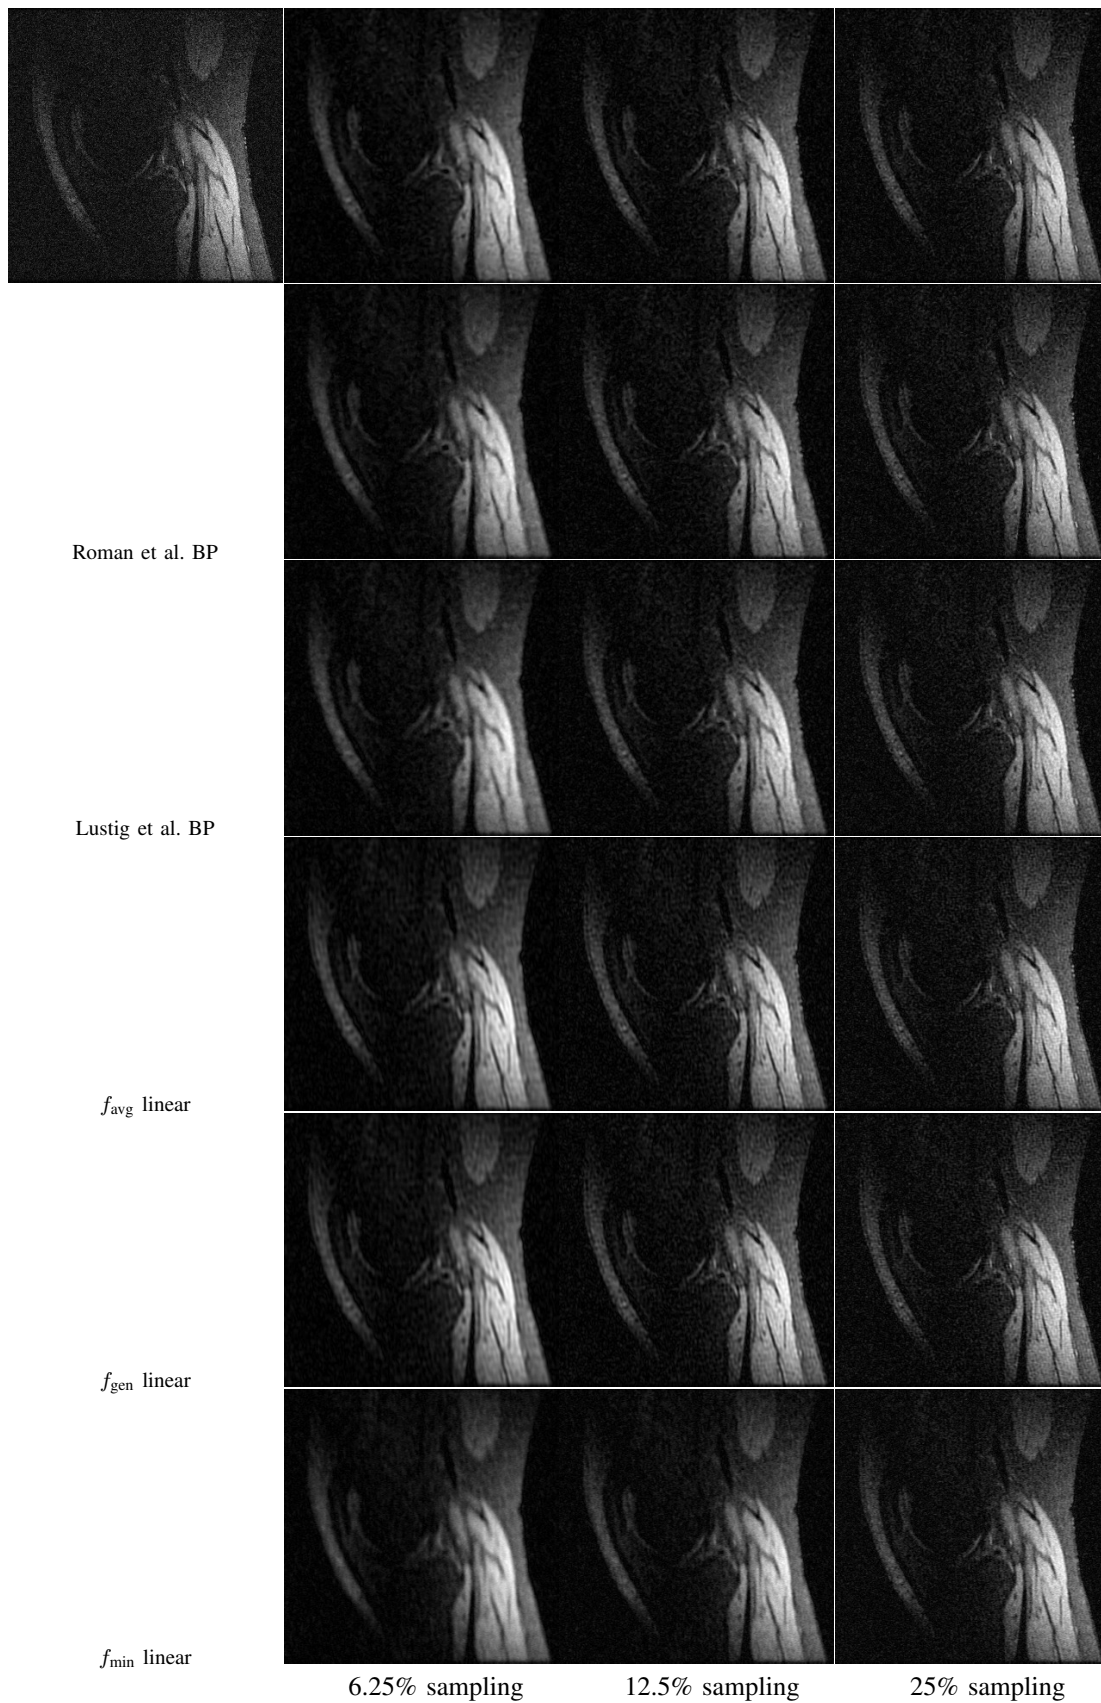 Roman et al. BP
Lustig et al. BP
f_avg linear
f_gen linear
f_min linear
6.25% sampling 12.5% sampling 25% sampling